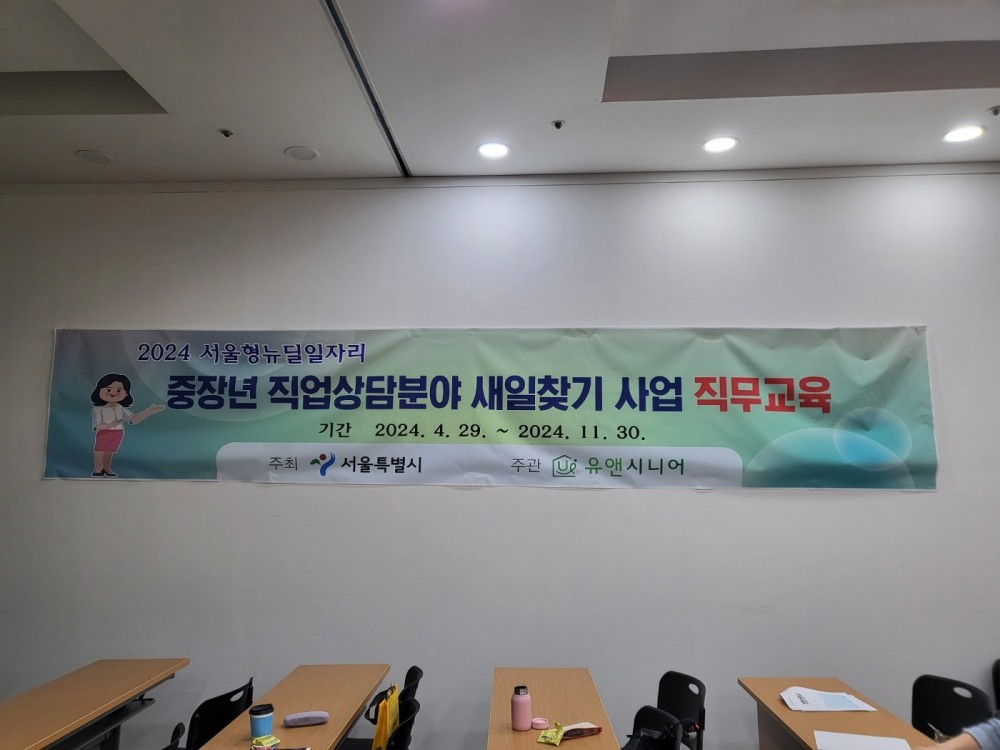 2024 서울형뉴딜일자리
중장년 직업상담분야 새일찾기 사업 직무교육
기간 2024. 4. 29. ~ 2024. 11. 30.
주최 서울특별시 주관 유앤시니어